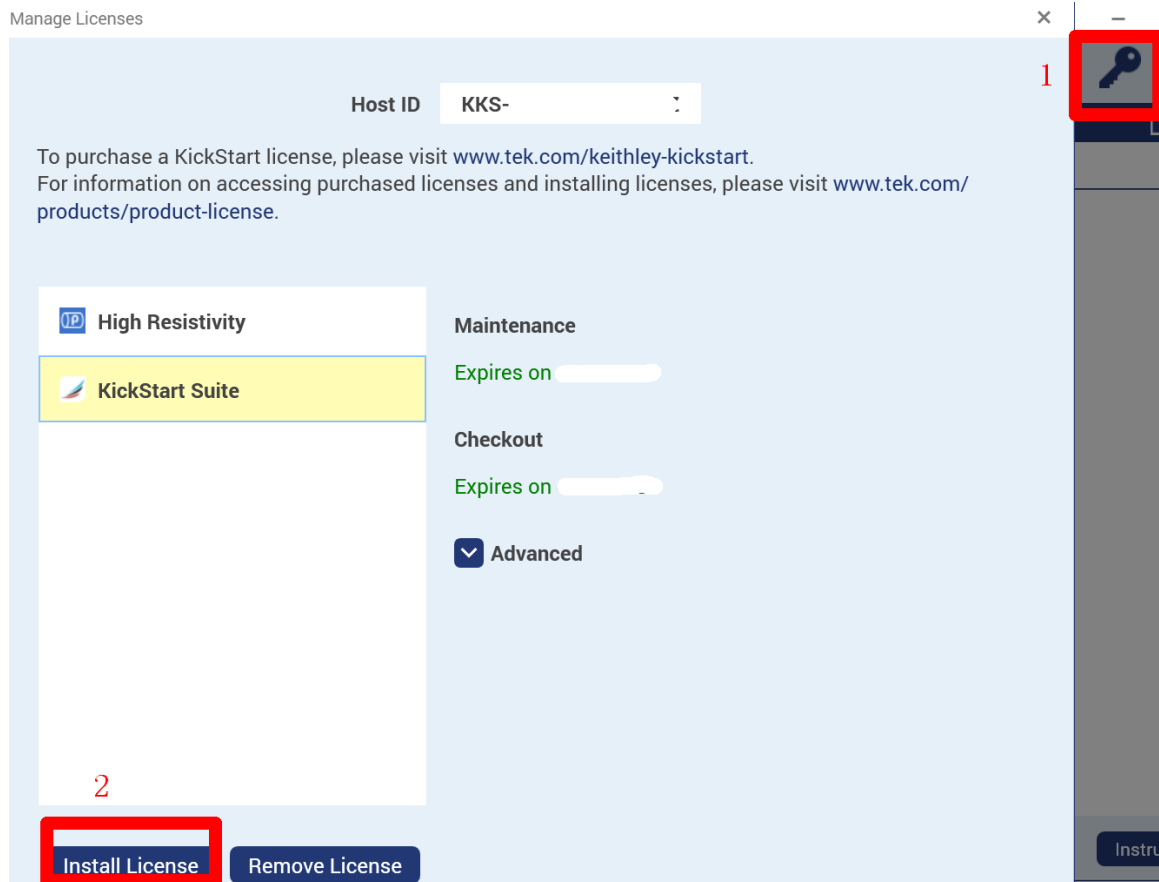 Manage Licenses
1
Host ID KKS-
To purchase a KickStart license, please visit www.tek.com/keithley-kickstart.
For information on accessing purchased licenses and installing licenses, please visit www.tek.com/
products/product-license.
High Resistivity
KickStart Suite
Maintenance
Expires on
Checkout
Expires on
Advanced
2
Install License
Remove License